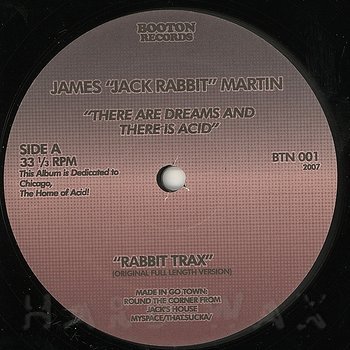 BOOTON
RECORDS
JAMES "JACK RABBIT" MARTIN
"THERE ARE DREAMS AND
THERE IS ACID"
SIDE A
33 ⅓ RPM
This Album is Dedicated to
Chicago,
The Home of Acid!
BTN 001
2007
"RABBIT TRAX"
(ORIGINAL FULL LENGTH VERSION)
MADE IN GO TOWN:
ROUND THE CORNER FROM
JACK'S HOUSE
MYSPACE/THATSUCKA/
HARDWAX